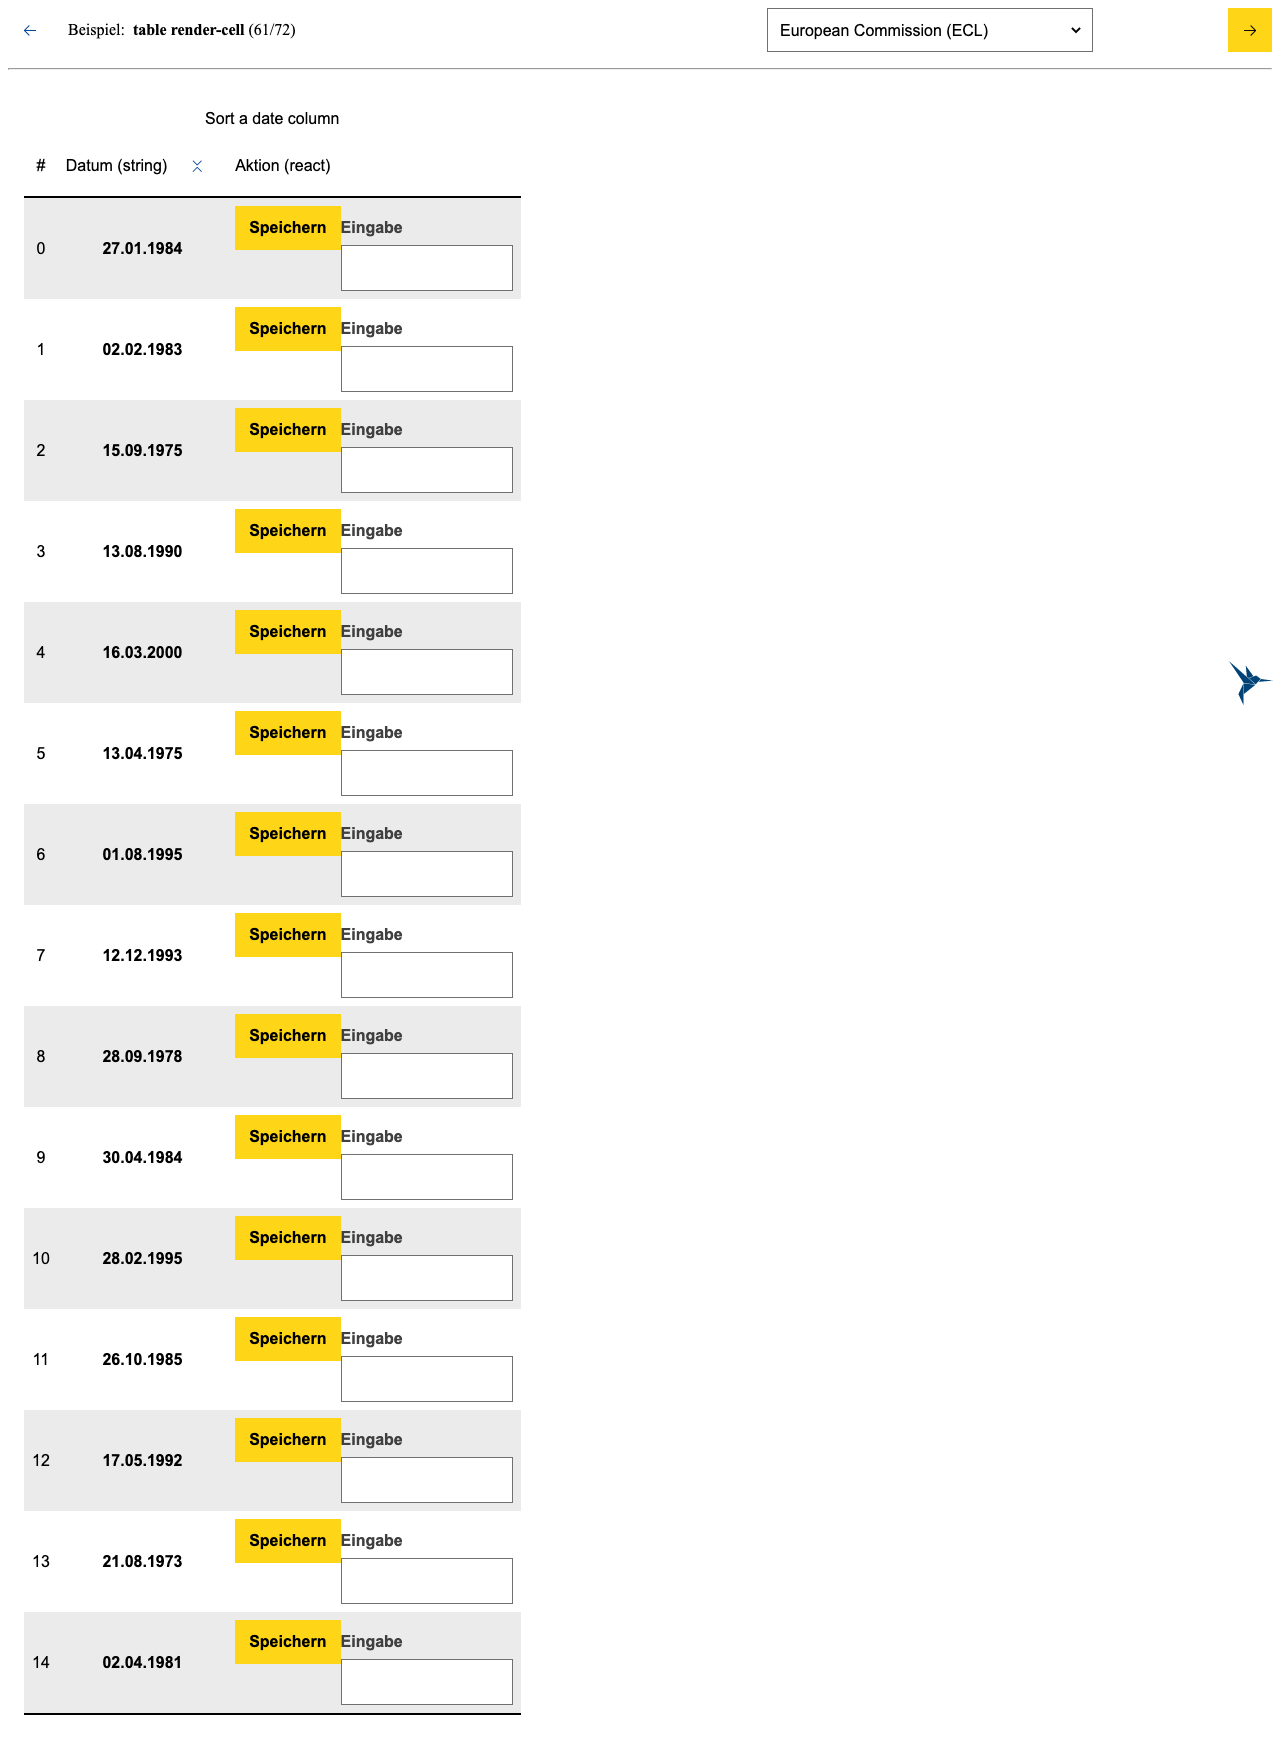 Beispiel: table render-cell (61/72)
European Commission (ECL)
Sort a date column
# Datum (string) Aktion (react)
0 27.01.1984 Speichern Eingabe
1 02.02.1983 Speichern Eingabe
2 15.09.1975 Speichern Eingabe
3 13.08.1990 Speichern Eingabe
4 16.03.2000 Speichern Eingabe
5 13.04.1975 Speichern Eingabe
6 01.08.1995 Speichern Eingabe
7 12.12.1993 Speichern Eingabe
8 28.09.1978 Speichern Eingabe
9 30.04.1984 Speichern Eingabe
10 28.02.1995 Speichern Eingabe
11 26.10.1985 Speichern Eingabe
12 17.05.1992 Speichern Eingabe
13 21.08.1973 Speichern Eingabe
14 02.04.1981 Speichern Eingabe